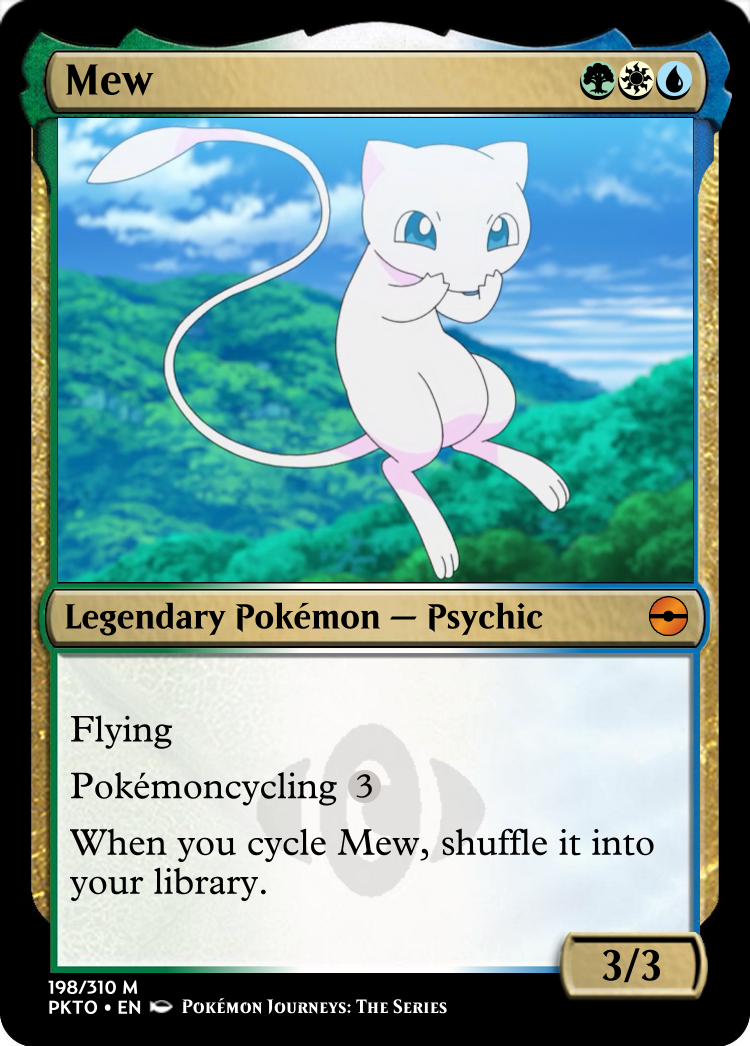 Mew
Legendary Pokémon — Psychic
Flying
Pokémoncycling 3
When you cycle Mew, shuffle it into
your library.
3/3
198/310 M
PKTO • EN Pokémon Journeys: The Series